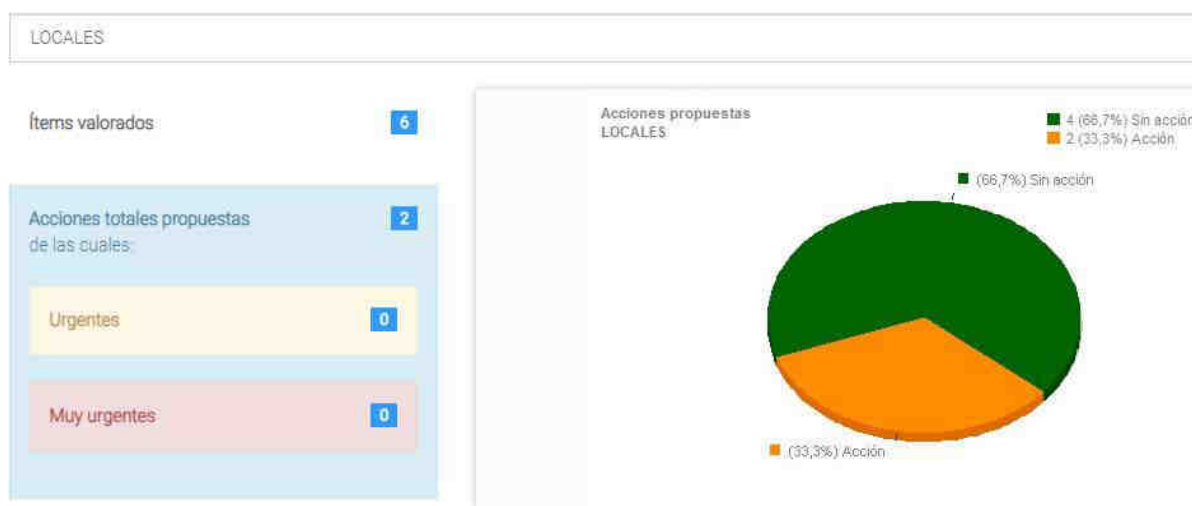 LOCALES
Ítems valorados 6
Acciones totales propuestas 2
de las cuales:
Urgentes 0
Muy urgentes 0
Acciones propuestas
LOCALES
4 (66,7%) Sin acción
2 (33,3%) Acción
(66,7%) Sin acción
(33,3%) Acción